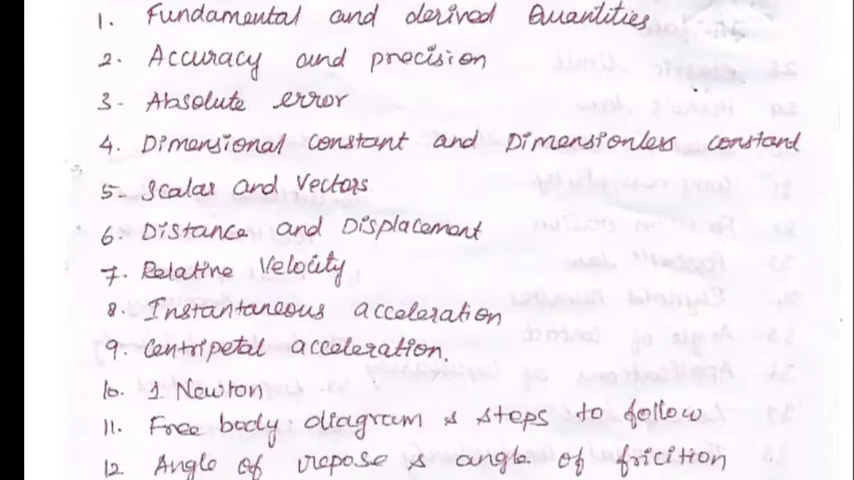 1. Fundamental and derived Quantities
2. Accuracy and precision
3. Absolute error
4. Dimensional Constant and Dimensionless constant
5. Scalar and Vectors
6. Distance and Displacement
7. Relative Velocity
8. Instantaneous acceleration
9. Centripetal acceleration.
10. 1 Newton
11. Free body diagram & steps to follow
12 Angle of repose & angle of fricition